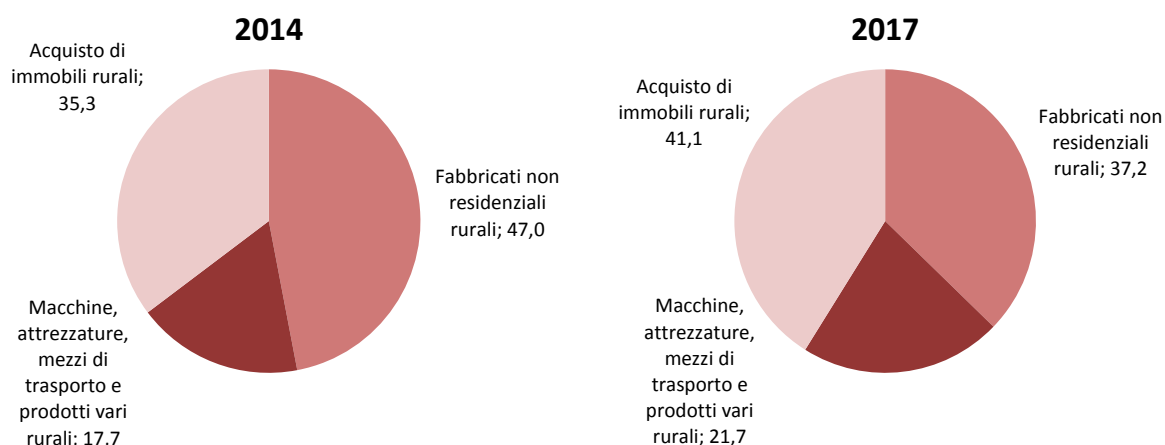 2014
Acquisto di
immobili rurali;
35,3
Fabbricati non
residenziali
rurali; 47,0
Macchine,
attrezzature,
mezzi di
trasporto e
prodotti vari
rurali; 17,7
2017
Acquisto di
immobili rurali;
41,1
Fabbricati non
residenziali
rurali; 37,2
Macchine,
attrezzature,
mezzi di
trasporto e
prodotti vari
rurali; 21,7